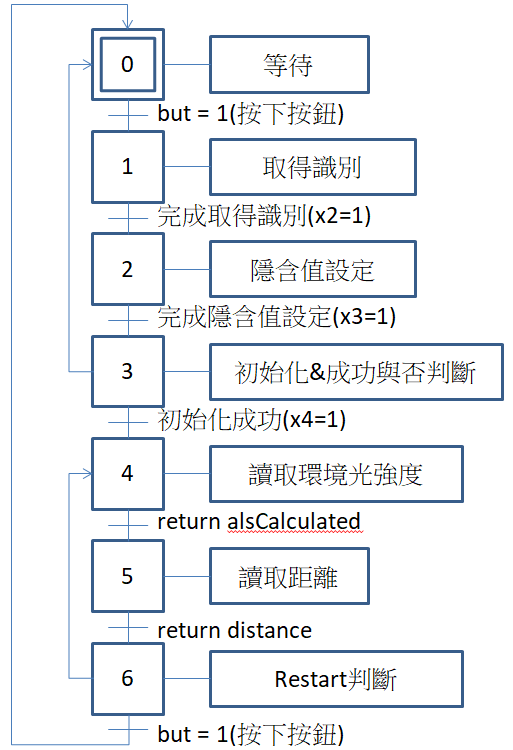 0
等待
but = 1(按下按鈕)
1
取得識別
完成取得識別(x2=1)
2
隱含值設定
完成隱含值設定(x3=1)
3
初始化&成功與否判斷
初始化成功(x4=1)
4
讀取環境光強度
return alsCalculated
5
讀取距離
return distance
6
Restart判斷
but = 1(按下按鈕)